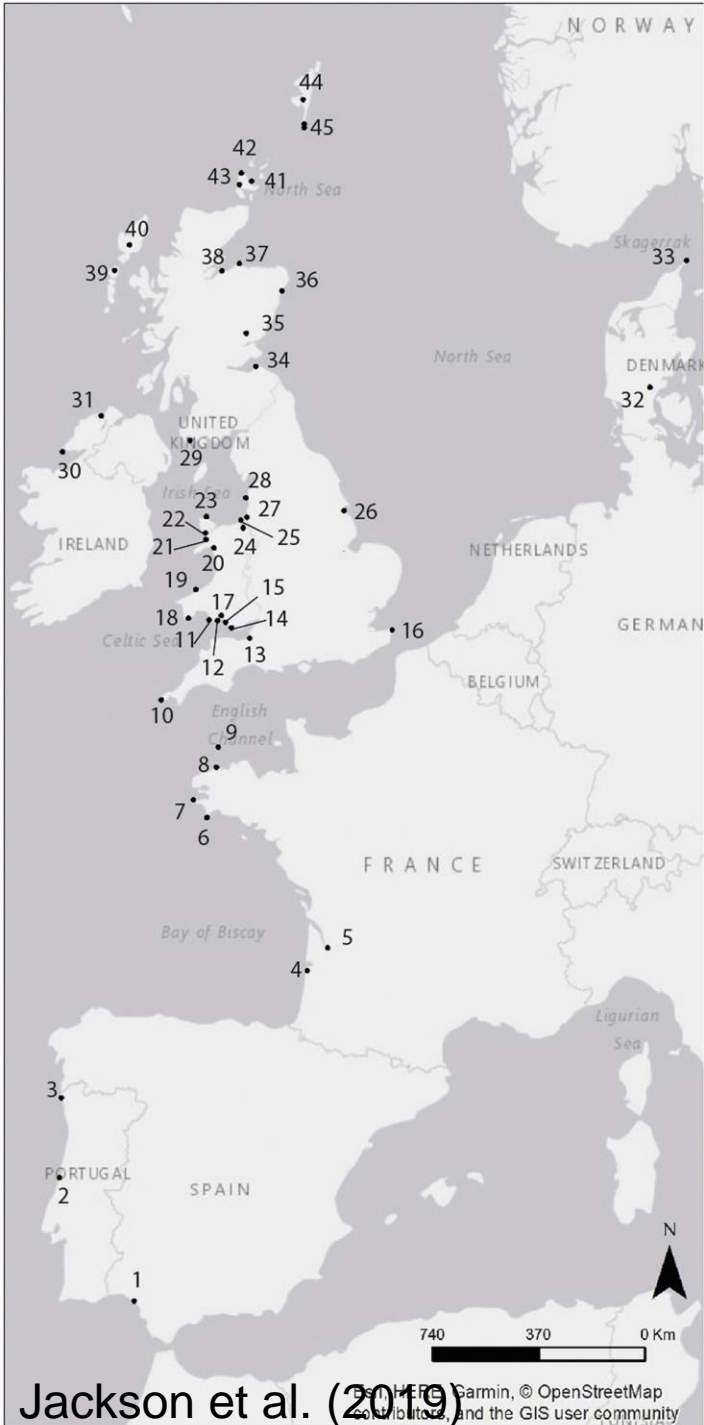 NORWAY
44
45
42
43
41
North Sea
40
39
38
37
36
Skagerrak
33
35
34
North Sea
DENMARK
32
31
UNITED
KINGDOM
29
30
28
Irish Sea
23
27
26
22
25
21
24
20
IRELAND
NETHERLANDS
19
15
17
18
14
16
GERMAN
Celtic Sea
11
12
13
BELGIUM
10
English
Channel
9
8
7
6
FRANCE
SWITZERLAND
Bay of Biscay
5
4
Ligurian
Sea
3
PORTUGAL
2
SPAIN
N
1
740 370 0 Km
Esri, HERE, Garmin, © OpenStreetMap
contributors, and the GIS user community
Jackson et al. (2019)